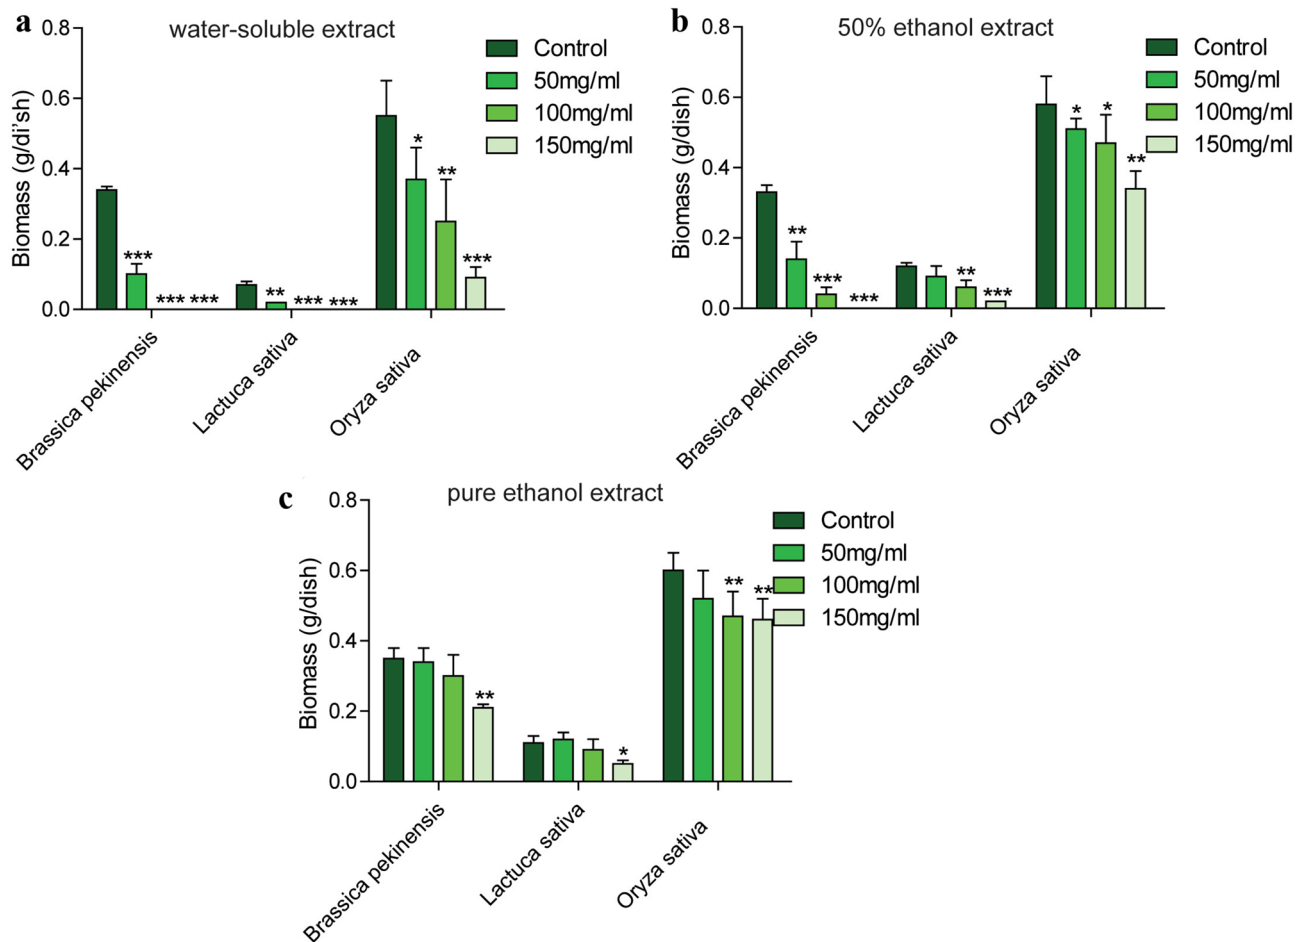 a
water-soluble extract
Biomass (g/di'sh)
0.8
0.6
0.4
0.2
0.0
Control
50mg/ml
100mg/ml
150mg/ml
***
*** ***
**
***
***
*
**
***
Brassica pekinensis
Lactuca sativa
Oryza sativa
b
50% ethanol extract
Biomass (g/dish)
0.8
0.6
0.4
0.2
0.0
Control
50mg/ml
100mg/ml
150mg/ml
**
***
***
**
***
*
*
**
Brassica pekinensis
Lactuca sativa
Oryza sativa
c
pure ethanol extract
Biomass (g/dish)
0.8
0.6
0.4
0.2
0.0
Control
50mg/ml
100mg/ml
150mg/ml
**
*
**
**
Brassica pekinensis
Lactuca sativa
Oryza sativa